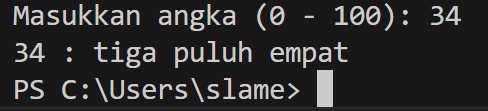 Masukkan angka (0 - 100): 34
34 : tiga puluh empat
PS C:\Users\slame>